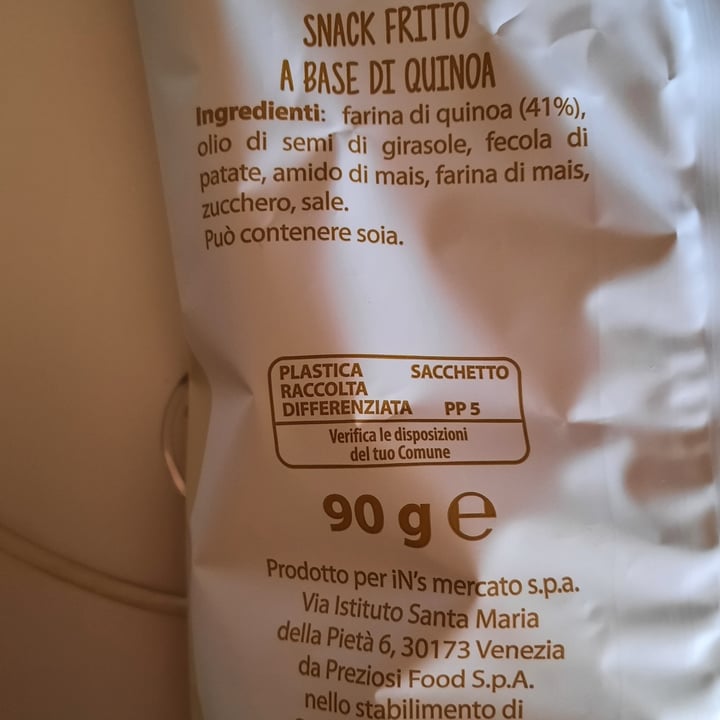 SNACK FRITTO
A BASE DI QUINOA
Ingredienti: farina di quinoa (41%),
olio di semi di girasole, fecola di
patate, amido di mais, farina di mais,
zucchero, sale.
Può contenere soia.
PLASTICA SACCHETTO
RACCOLTA
DIFFERENZIATA PP 5
Verifica le disposizioni
del tuo Comune
90 g e
Prodotto per iN's mercato s.p.a.
Via Istituto Santa Maria
della Pietà 6, 30173 Venezia
da Preziosi Food S.p.A.
nello stabilimento di